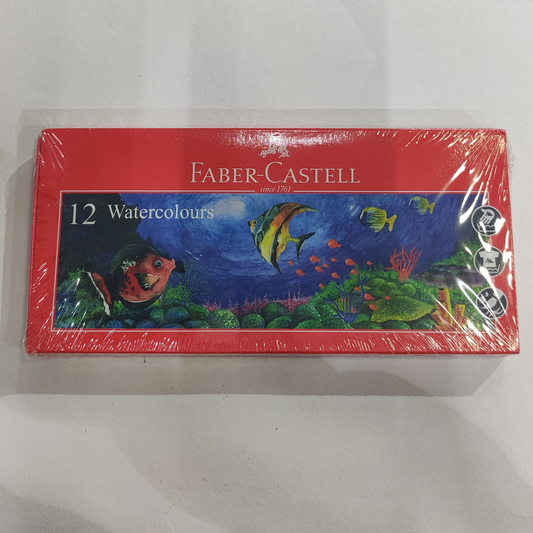 FABER-CASTELL
since 1761
12 Watercolours